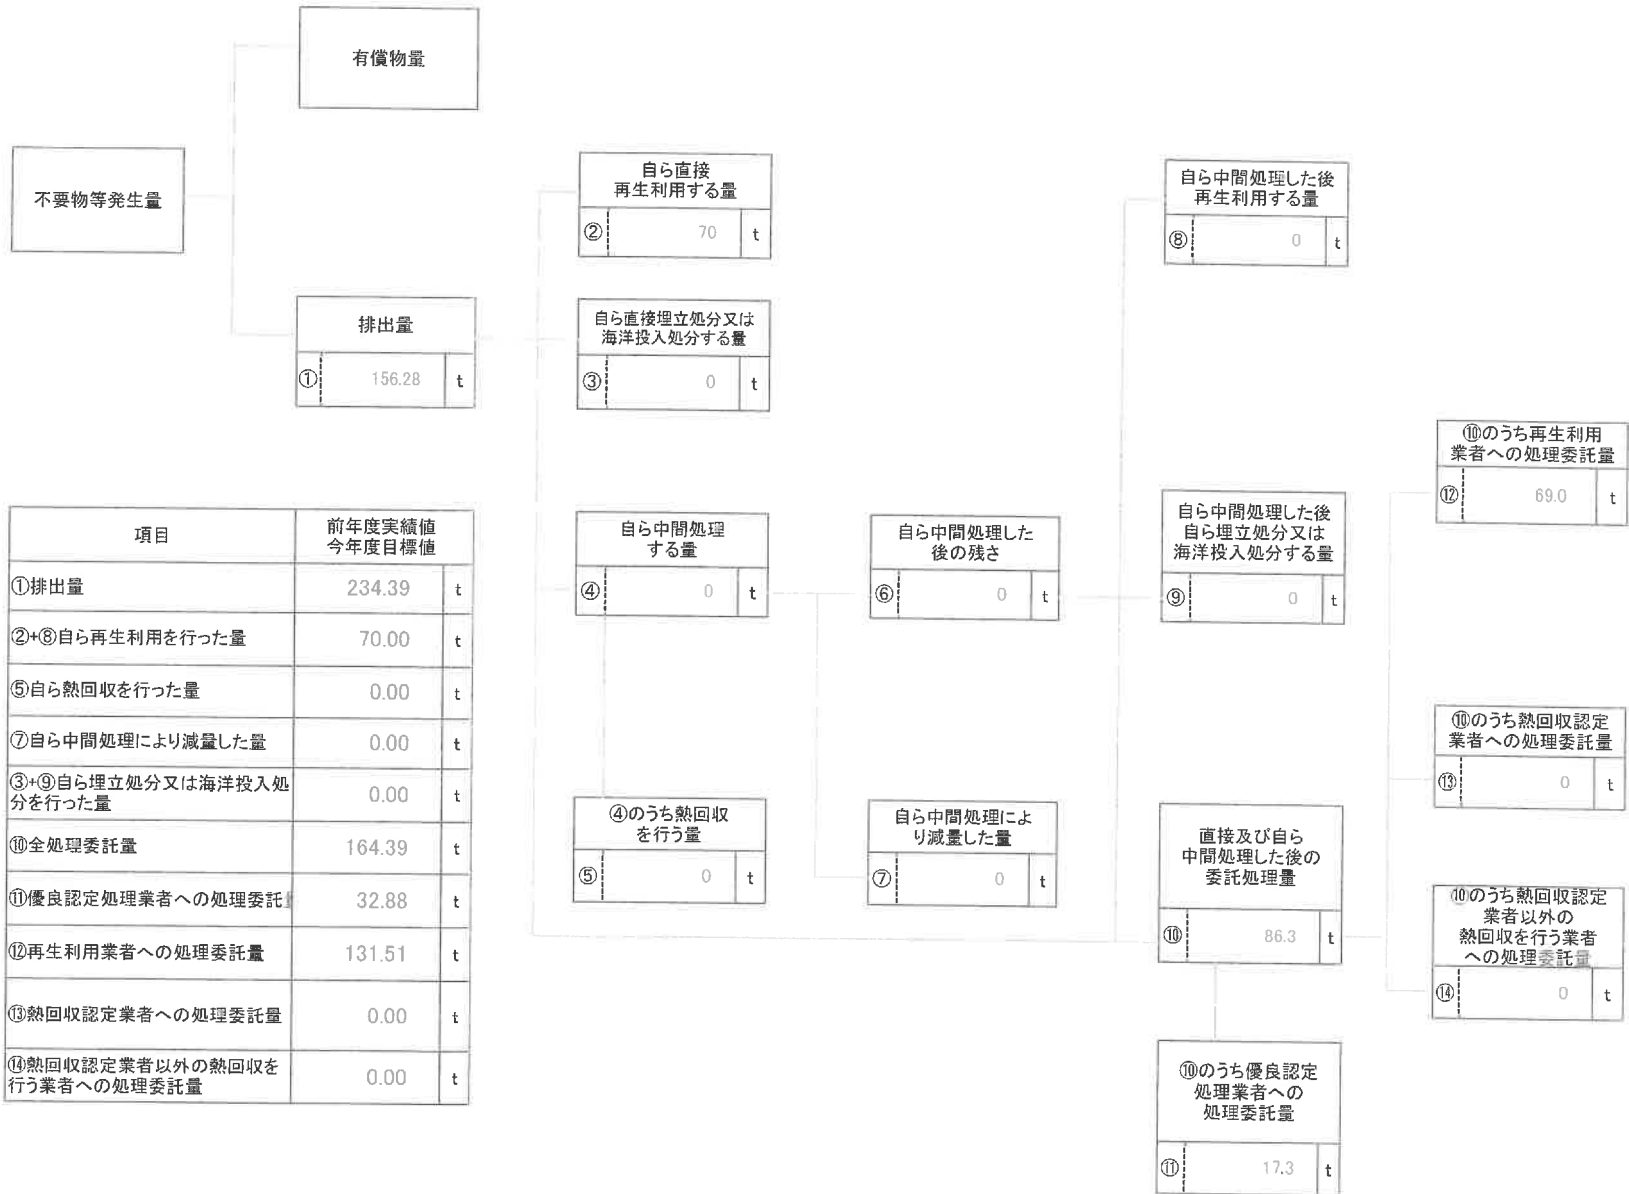 有償物量
不要物等発生量
排出量
① 156.28 t
自ら直接
再生利用する量
② 70 t
自ら直接埋立処分又は
海洋投入処分する量
③ 0 t
自ら中間処理
する量
④ 0 t
④のうち熱回収
を行う量
⑤ 0 t
自ら中間処理した
後の残さ
⑥ 0 t
自ら中間処理によ
り減量した量
⑦ 0 t
自ら中間処理した後
再生利用する量
⑧ 0 t
自ら中間処理した後
自ら埋立処分又は
海洋投入処分する量
⑨ 0 t
直接及び自ら
中間処理した後の
委託処理量
⑩ 86.3 t
⑩のうち優良認定
処理業者への
処理委託量
⑪ 17.3 t
⑩のうち再生利用
業者への処理委託量
⑫ 69.0 t
⑩のうち熱回収認定
業者への処理委託量
⑬ 0 t
⑩のうち熱回収認定
業者以外の
熱回収を行う業者
への処理委託量
⑭ 0 t
項目 前年度実績値
今年度目標値
①排出量 234.39 t
②+⑧自ら再生利用を行った量 70.00 t
⑤自ら熱回収を行った量 0.00 t
⑦自ら中間処理により減量した量 0.00 t
③+⑨自ら埋立処分又は海洋投入処
分を行った量 0.00 t
⑩全処理委託量 164.39 t
⑪優良認定処理業者への処理委託 32.88 t
⑫再生利用業者への処理委託量 131.51 t
⑬熱回収認定業者への処理委託量 0.00 t
⑭熱回収認定業者以外の熱回収を
行う業者への処理委託量 0.00 t